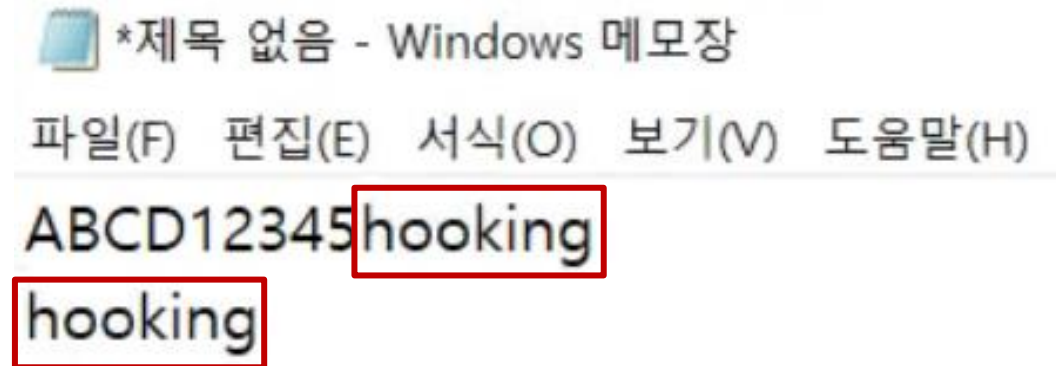 *제목 없음 - Windows 메모장
파일(F) 편집(E) 서식(O) 보기(V) 도움말(H)
ABCD12345hooking
hooking